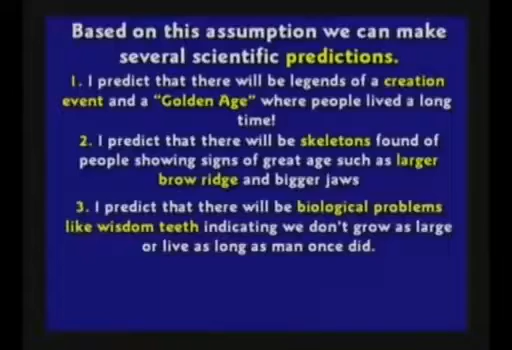 Based on this assumption we can make
several scientific predictions.
1. I predict that there will be legends of a creation
event and a "Golden Age" where people lived a long
time!
2. I predict that there will be skeletons found of
people showing signs of great age such as larger
brow ridge and bigger jaws
3. I predict that there will be biological problems
like wisdom teeth indicating we don't grow as large
or live as long as man once did.